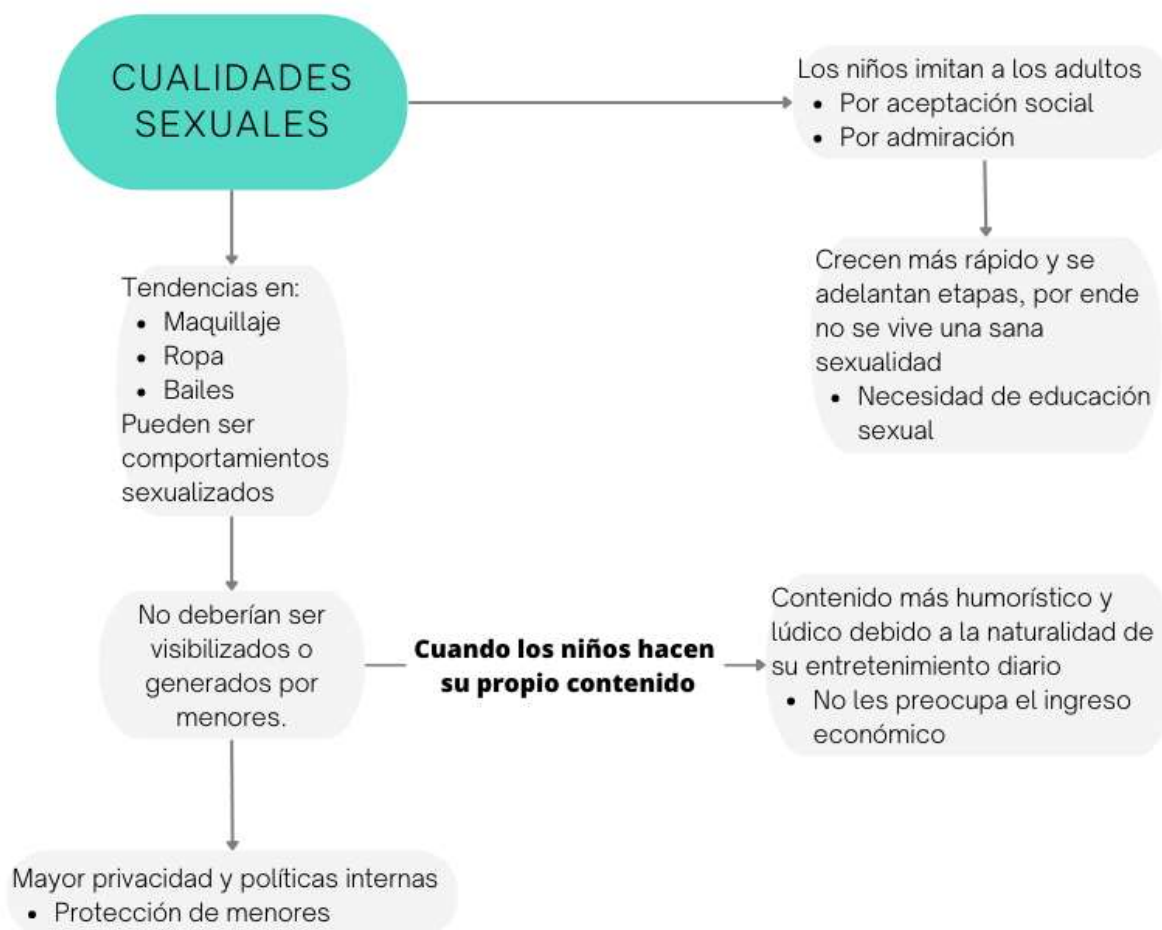 CUALIDADES
SEXUALES
Los niños imitan a los adultos
• Por aceptación social
• Por admiración
Crecen más rápido y se
adelantan etapas, por ende
no se vive una sana
sexualidad
• Necesidad de educación
sexual
Tendencias en:
• Maquillaje
• Ropa
• Bailes
Pueden ser
comportamientos
sexualizados
No deberían ser
visibilizados o
generados por
menores.
Cuando los niños hacen
su propio contenido
Contenido más humorístico y
lúdico debido a la naturalidad de
su entretenimiento diario
• No les preocupa el ingreso
económico
Mayor privacidad y políticas internas
• Protección de menores